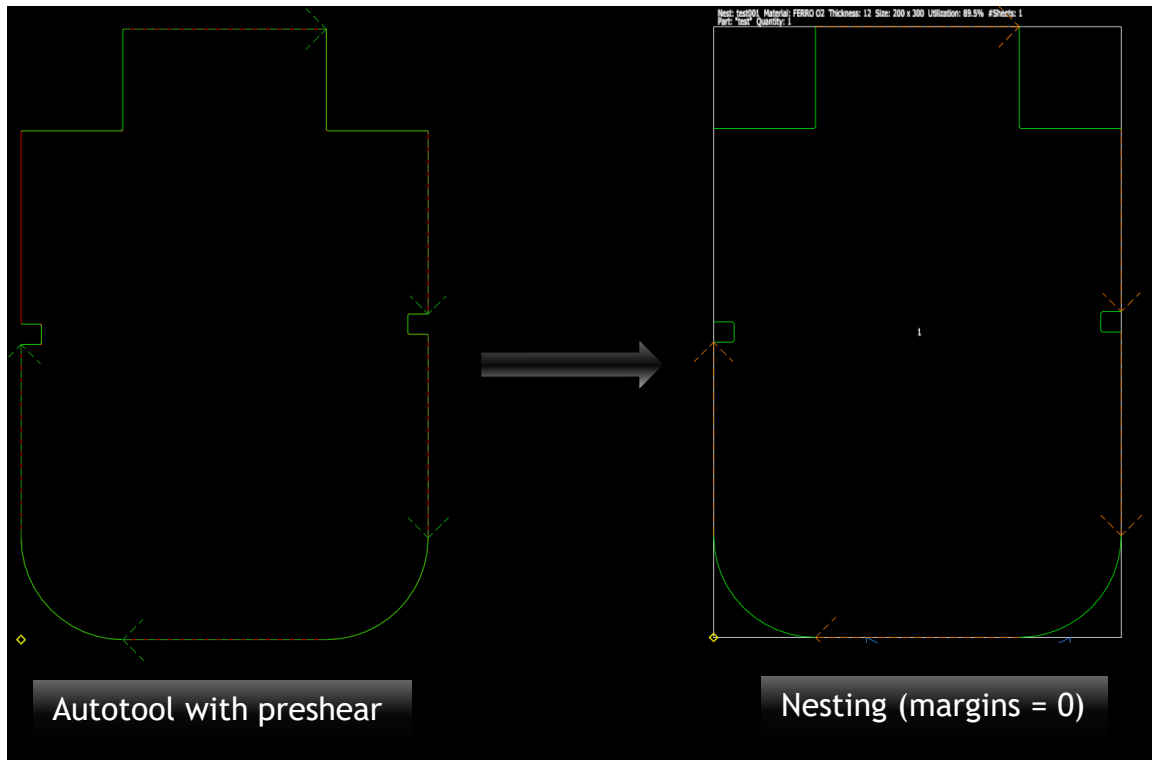 Nest: test001 Material: FERRO O2 Thickness: 12 Size: 200 x 300 Utilization: 89.5% #Sheets: 1
Part: "test" Quantity: 1
1
Autotool with preshear
Nesting (margins = 0)